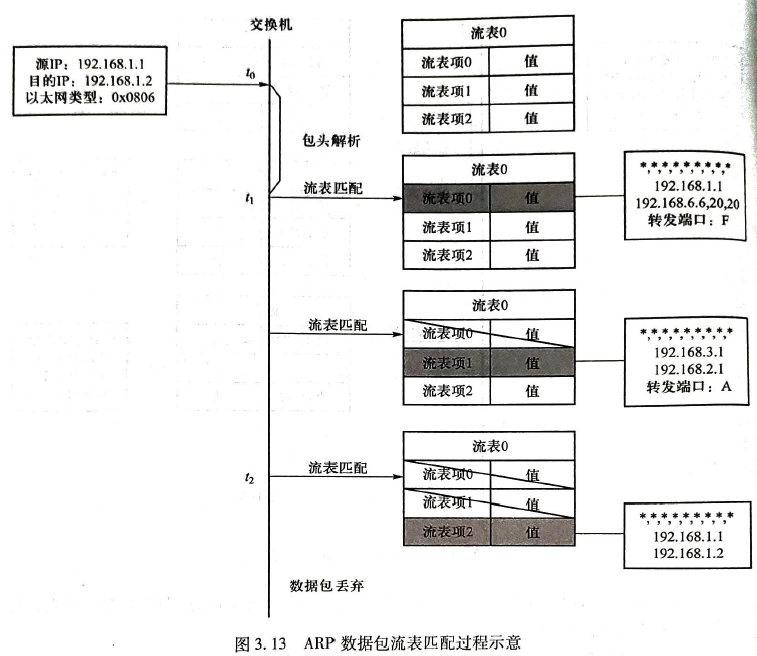 交换机
源IP：192.168.1.1
目的IP：192.168.1.2
以太网类型：0x0806
t0
包头解析
流表0
流表项0 值
流表项1 值
流表项2 值
t1
流表匹配
流表0
流表项0 值
流表项1 值
流表项2 值
*,*,*,*,*,*,*,*,*
192.168.1.1
192.168.6.6,20,20
转发端口：F
流表匹配
流表0
流表项0 值
流表项1 值
流表项2 值
*,*,*,*,*,*,*,*,*
192.168.3.1
192.168.2.1
转发端口：A
t2
流表匹配
流表0
流表项0 值
流表项1 值
流表项2 值
*,*,*,*,*,*,*,*,*
192.168.1.1
192.168.1.2
数据包丢弃
图 3.13 ARP 数据包流表匹配过程示意